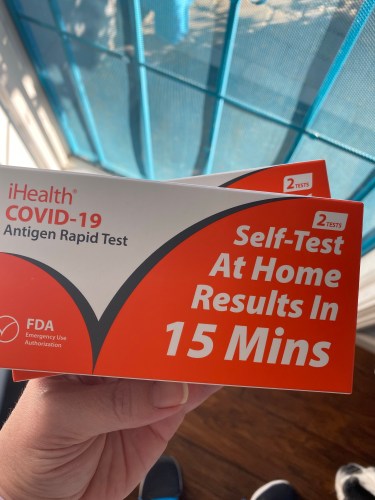 2 TESTS
iHealth®
COVID-19
Antigen Rapid Test
2 TESTS
Self-Test
At Home
Results In
15 Mins
FDA
Emergency Use
Authorization